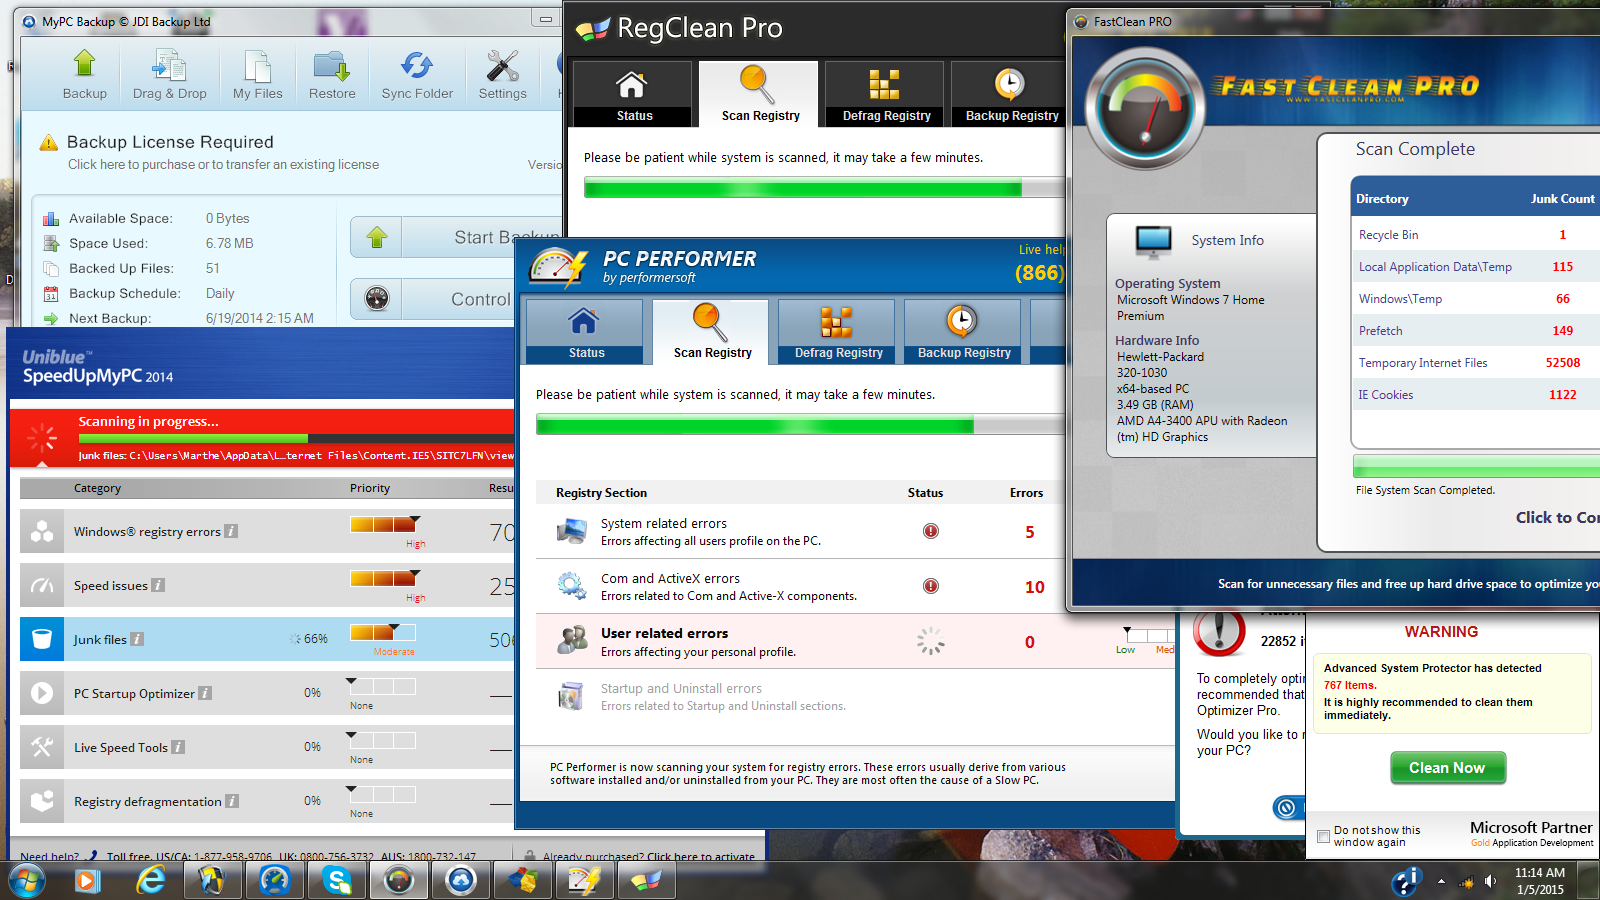 MyPC Backup © JDI Backup Ltd
Backup
Drag & Drop
My Files
Restore
Sync Folder
Settings
Backup License Required
Click here to purchase or to transfer an existing license
Versio
Available Space: 0 Bytes
Space Used: 6.78 MB
Backed Up Files: 51
Backup Schedule: Daily
Next Backup: 6/19/2014 2:15 AM
Start Backup
Control
RegClean Pro
Status
Scan Registry
Defrag Registry
Backup Registry
Please be patient while system is scanned, it may take a few minutes.
FastClean PRO
FAST CLEAN PRO
WWW.FASTCLEANPRO.COM
Scan Complete
Directory Junk Count
Recycle Bin 1
Local Application Data\Temp 115
Windows\Temp 66
Prefetch 149
Temporary Internet Files 52508
IE Cookies 1122
File System Scan Completed.
Click to Co
System Info
Operating System
Microsoft Windows 7 Home
Premium
Hardware Info
Hewlett-Packard
320-1030
x64-based PC
3.49 GB (RAM)
AMD A4-3400 APU with Radeon
(tm) HD Graphics
Scan for unnecessary files and free up hard drive space to optimize yo
Uniblue™
SpeedUpMyPC 2014
Scanning in progress...
Junk files: C:\Users\Marthe\AppData\L_ternet Files\Content.IE5\SITC7LFN\view
Category Priority Resu
Windows® registry errors High 70
Speed issues High 25
Junk files 66% Moderate 506
PC Startup Optimizer 0% None
Live Speed Tools 0% None
Registry defragmentation 0% None
Need help? Toll free. US/CA: 1-877-958-9706 UK: 0800-756-3732 AUS: 1800-732-147
Already purchased? Click here to activate
PC PERFORMER
by performersoft
Live help
(866)
Status
Scan Registry
Defrag Registry
Backup Registry
Please be patient while system is scanned, it may take a few minutes.
Registry Section Status Errors
System related errors 5
Errors affecting all users profile on the PC.
Com and ActiveX errors 10
Errors related to Com and Active-X components.
User related errors 0
Errors affecting your personal profile.
Low Med
Startup and Uninstall errors
Errors related to Startup and Uninstall sections.
PC Performer is now scanning your system for registry errors. These errors usually derive from various
software installed and/or uninstalled from your PC. They are most often the cause of a Slow PC.
22852 i
To completely opti
recommended that
Optimizer Pro.
Would you like to r
your PC?
WARNING
Advanced System Protector has detected
767 Items.
It is highly recommended to clean them
immediately.
Clean Now
Do not show this
window again
Microsoft Partner
Gold Application Development
11:14 AM
1/5/2015